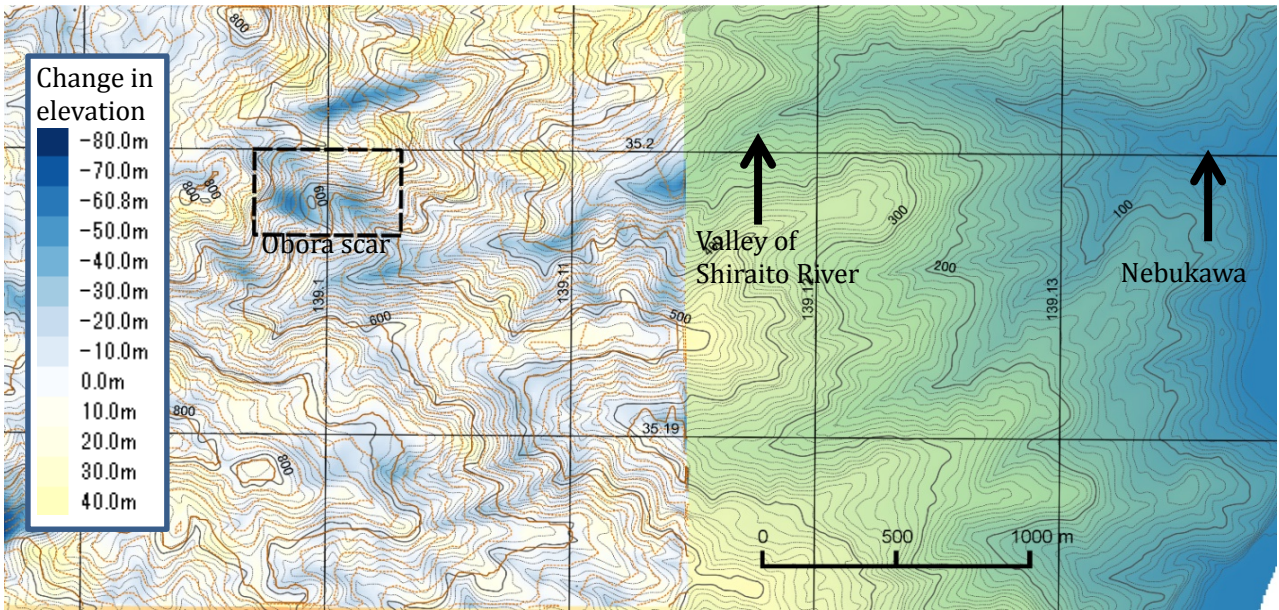 Change in
elevation
-80.0m
-70.0m
-60.8m
-50.0m
-40.0m
-30.0m
-20.0m
-10.0m
0.0m
10.0m
20.0m
30.0m
40.0m
800
800
800
600
Obora scar
35.2
139.1
139.11
600
500
800
800
35.19
Valley of
Shiraito River
139.12
300
200
100
139.13
Nebukawa
0 500 1000 m